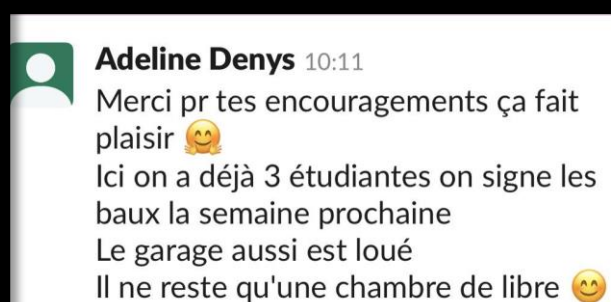 Adeline Denys 10:11
Merci pr tes encouragements ça fait
plaisir 🤗
Ici on a déjà 3 étudiantes on signe les
baux la semaine prochaine
Le garage aussi est loué
Il ne reste qu'une chambre de libre 😊